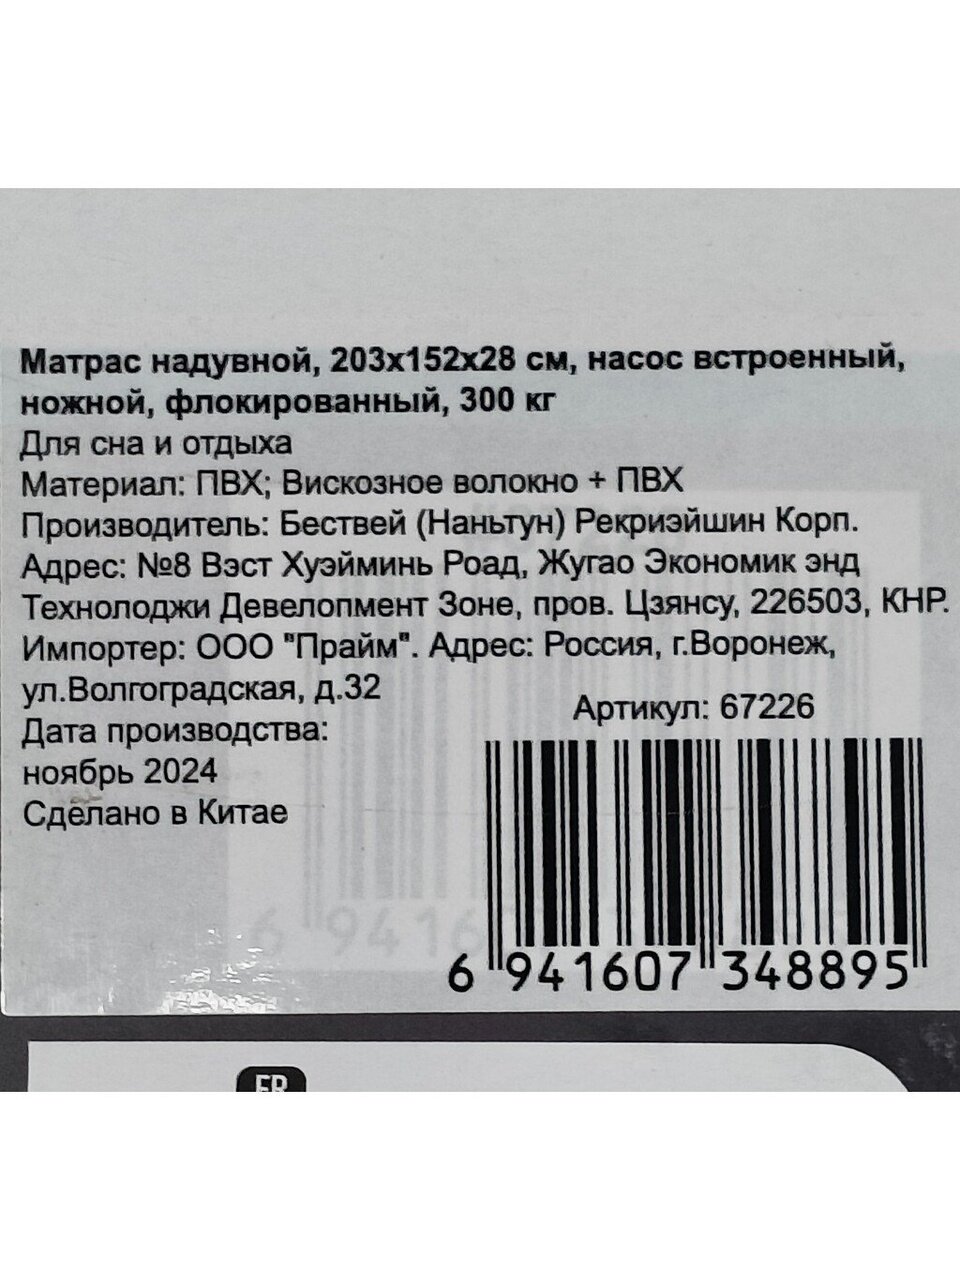 Матрас надувной, 203х152х28 см, насос встроенный,
ножной, флокированный, 300 кг
Для сна и отдыха
Материал: ПВХ; Вискозное волокно + ПВХ
Производитель: Бествей (Наньтун) Рекриэйшин Корп.
Адрес: №8 Вэст Хуэйминь Роад, Жугао Экономик энд
Технолоджи Девелопмент Зоне, пров. Цзянсу, 226503, КНР.
Импортер: ООО "Прайм". Адрес: Россия, г.Воронеж,
ул.Волгоградская, д.32
Артикул: 67226
Дата производства:
ноябрь 2024
Сделано в Китае
6 941607 348895
FR